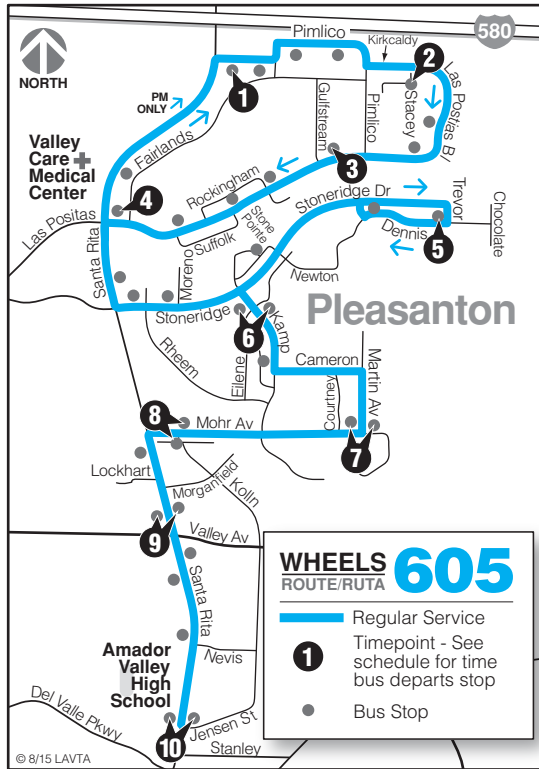 Pimlico
580
Kirkcaldy
NORTH
2
1
PM
ONLY
Fairlands
Gulfstream
Pimlico
Stacey
Las Positas Bl
Valley
Care
Medical
Center
3
4
Rockingham
Stoneridge Dr
Trevor
Chocolate
Las Positas
Suffolk
Stone
Pointe
Dennis
5
Santa Rita
Moreno
Newton
Stoneridge
Pleasanton
6
Kamp
Rheem
Eilene
Cameron
Courtney
Martin Av
8
Mohr Av
7
Lockhart
Morganfield
Kolln
9
Valley Av
Santa Rita
WHEELS
ROUTE/RUTA
605
Regular Service
1
Timepoint - See
schedule for time
bus departs stop
Bus Stop
Amador
Valley
High
School
Nevis
Del Valle Pkwy
Jensen St
10
Stanley
© 8/15 LAVTA